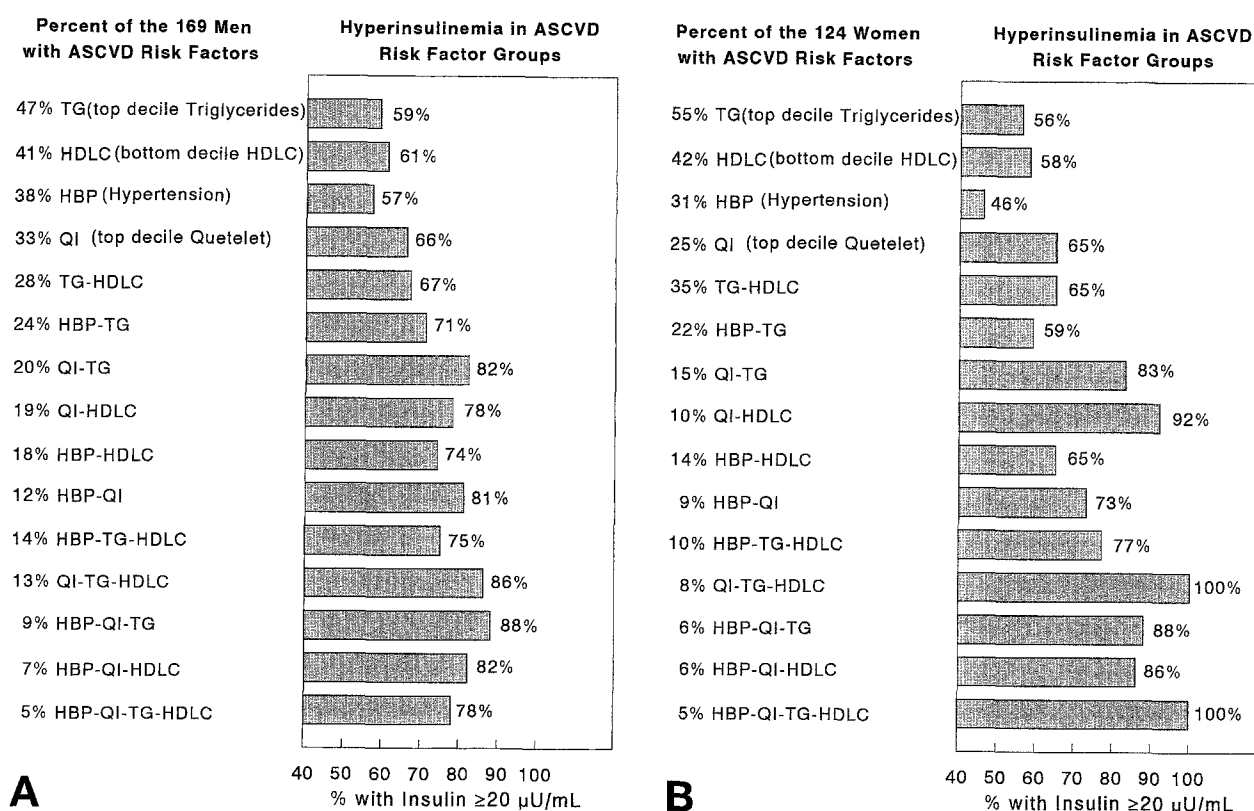 Percent of the 169 Men
with ASCVD Risk Factors
Hyperinsulinemia in ASCVD
Risk Factor Groups
47% TG(top decile Triglycerides) 59%
41% HDLC(bottom decile HDLC) 61%
38% HBP (Hypertension) 57%
33% QI (top decile Quetelet) 66%
28% TG-HDLC 67%
24% HBP-TG 71%
20% QI-TG 82%
19% QI-HDLC 78%
18% HBP-HDLC 74%
12% HBP-QI 81%
14% HBP-TG-HDLC 75%
13% QI-TG-HDLC 86%
9% HBP-QI-TG 88%
7% HBP-QI-HDLC 82%
5% HBP-QI-TG-HDLC 78%
40 50 60 70 80 90 100
% with Insulin ≥20 µU/mL
A
Percent of the 124 Women
with ASCVD Risk Factors
Hyperinsulinemia in ASCVD
Risk Factor Groups
55% TG(top decile Triglycerides) 56%
42% HDLC(bottom decile HDLC) 58%
31% HBP (Hypertension) 46%
25% QI (top decile Quetelet) 65%
35% TG-HDLC 65%
22% HBP-TG 59%
15% QI-TG 83%
10% QI-HDLC 92%
14% HBP-HDLC 65%
9% HBP-QI 73%
10% HBP-TG-HDLC 77%
8% QI-TG-HDLC 100%
6% HBP-QI-TG 88%
6% HBP-QI-HDLC 86%
5% HBP-QI-TG-HDLC 100%
40 50 60 70 80 90 100
% with Insulin ≥20 µU/mL
B